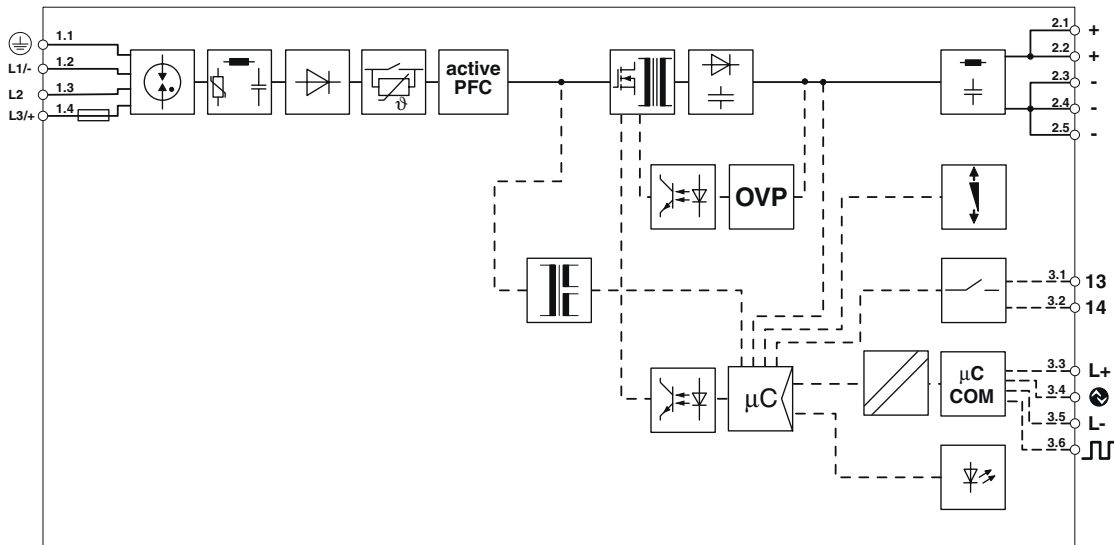 1.1
L1/- 1.2
L2 1.3
L3/+ 1.4
ϑ
active
PFC
2.1 +
2.2 +
2.3 -
2.4 -
2.5 -
OVP
3.1 13
3.2 14
µC
µC
COM
3.3 L+
3.4
3.5 L-
3.6